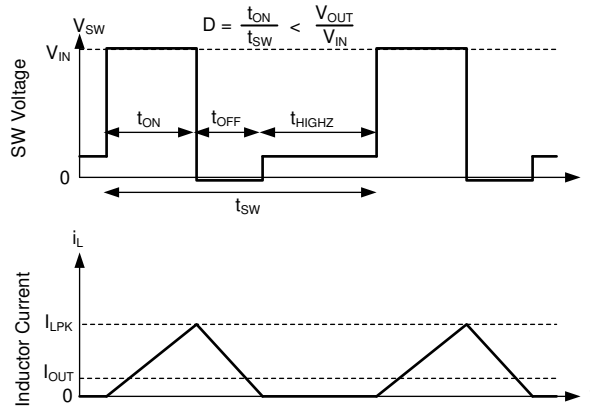 V_SW
D = t_ON / t_SW < V_OUT / V_IN
V_IN
SW Voltage
t_ON
t_OFF
t_HIGHZ
0
t_SW
i_L
Inductor Current
I_LPK
I_OUT
0